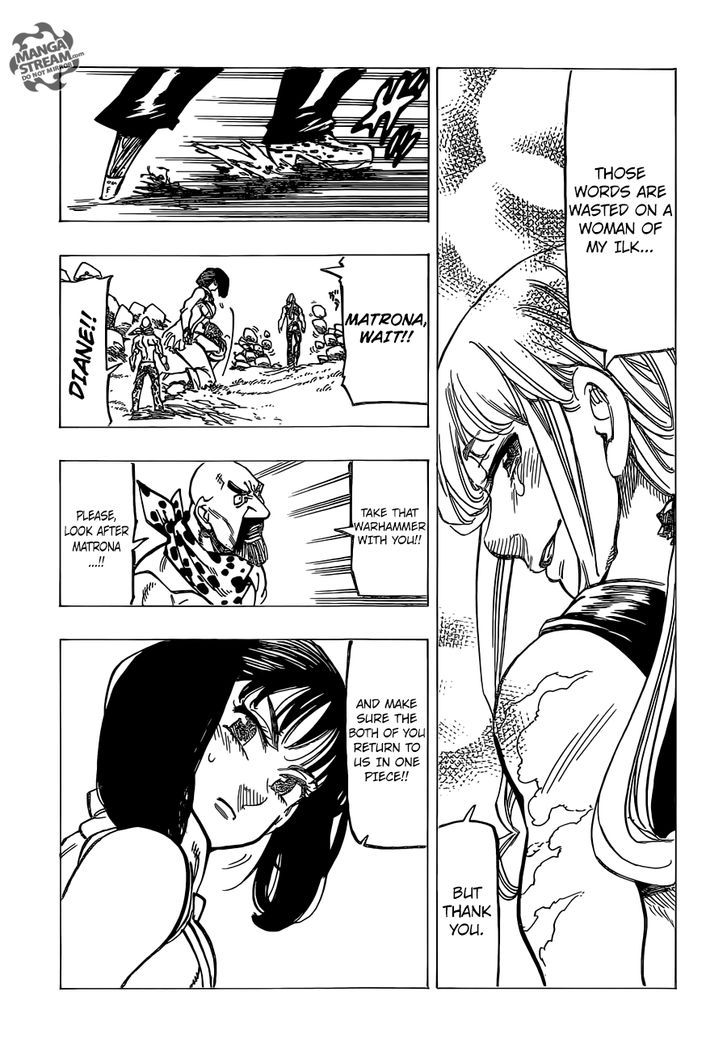 MANGA
STREAM.com
DO NOT MIRROR
THOSE
WORDS ARE
WASTED ON A
WOMAN OF
MY ILK...
BUT
THANK
YOU.
MATRONA,
WAIT!!
DIANE!!
TAKE THAT
WARHAMMER
WITH YOU!!
PLEASE,
LOOK AFTER
MATRONA
...!!
AND MAKE
SURE THE
BOTH OF YOU
RETURN TO
US IN ONE
PIECE!!